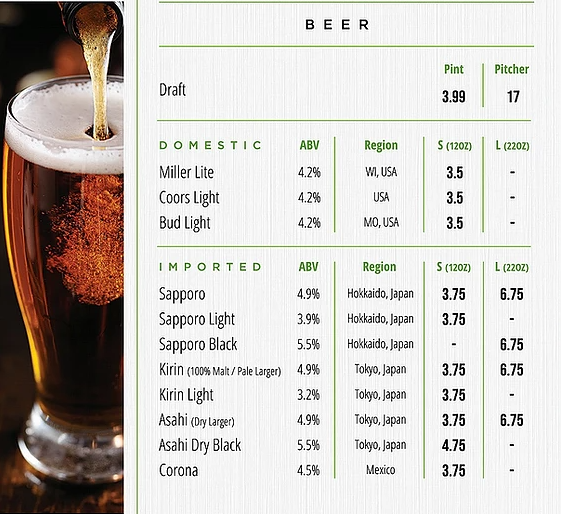 BEER
Pint Pitcher
Draft 3.99 17
DOMESTIC ABV Region S (12OZ) L (22OZ)
Miller Lite 4.2% WI, USA 3.5 -
Coors Light 4.2% USA 3.5 -
Bud Light 4.2% MO, USA 3.5 -
IMPORTED ABV Region S (12OZ) L (22OZ)
Sapporo 4.9% Hokkaido, Japan 3.75 6.75
Sapporo Light 3.9% Hokkaido, Japan 3.75 -
Sapporo Black 5.5% Hokkaido, Japan - 6.75
Kirin (100% Malt / Pale Larger) 4.9% Tokyo, Japan 3.75 6.75
Kirin Light 3.2% Tokyo, Japan 3.75 -
Asahi (Dry Larger) 4.9% Tokyo, Japan 3.75 6.75
Asahi Dry Black 5.5% Tokyo, Japan 4.75 -
Corona 4.5% Mexico 3.75 -